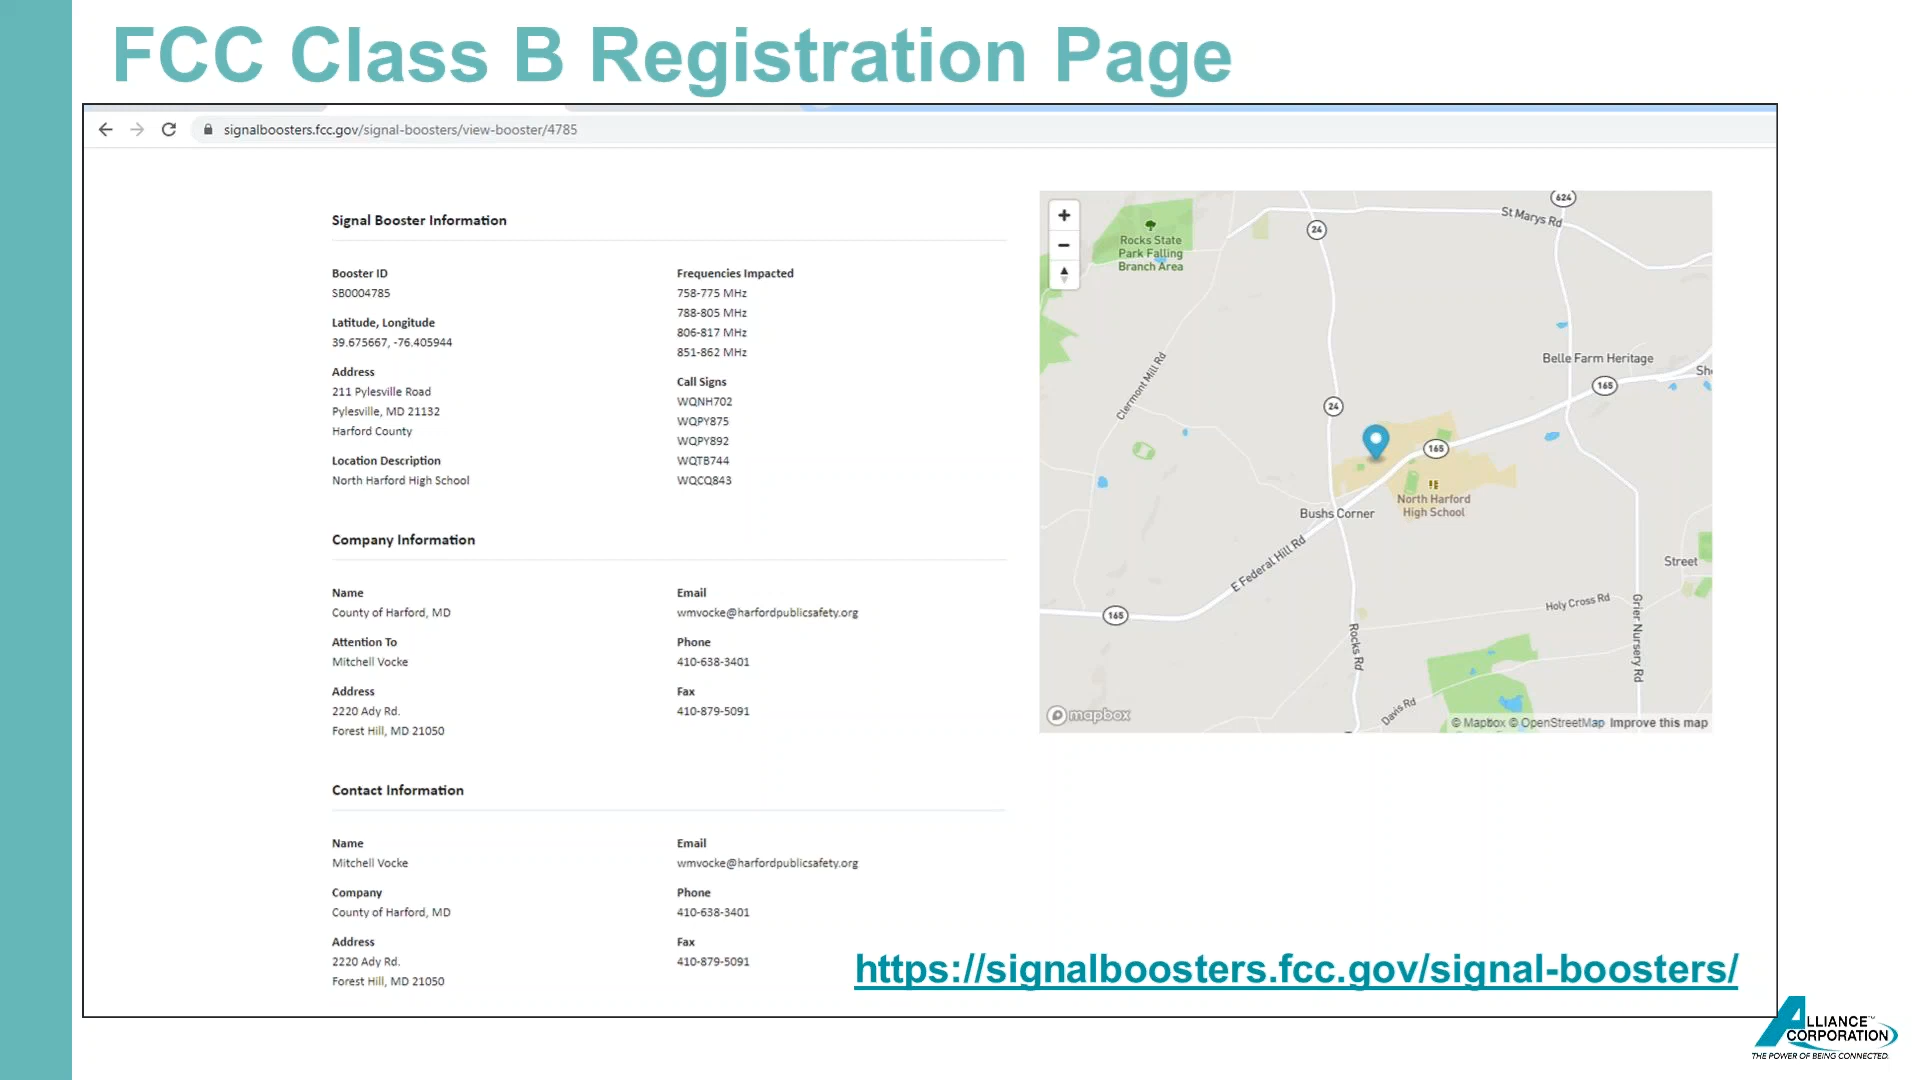 FCC Class B Registration Page
signalboosters.fcc.gov/signal-boosters/view-booster/4785
Signal Booster Information
Booster ID
SB0004785
Latitude, Longitude
39.675667, -76.405944
Address
211 Pylesville Road
Pylesville, MD 21132
Harford County
Location Description
North Harford High School
Frequencies Impacted
758-775 MHz
788-805 MHz
806-817 MHz
851-862 MHz
Call Signs
WQNH702
WQPY875
WQPY892
WQTB744
WQCQ843
Company Information
Name
County of Harford, MD
Attention To
Mitchell Vocke
Address
2220 Ady Rd.
Forest Hill, MD 21050
Email
wmvocke@harfordpublicsafety.org
Phone
410-638-3401
Fax
410-879-5091
Contact Information
Name
Mitchell Vocke
Company
County of Harford, MD
Address
2220 Ady Rd.
Forest Hill, MD 21050
Email
wmvocke@harfordpublicsafety.org
Phone
410-638-3401
Fax
410-879-5091
Rocks State
Park Falling
Branch Area
24
624
St Marys Rd
Clermont Mill Rd
Belle Farm Heritage
165
Sh
24
165
North Harford
High School
Bushs Corner
E Federal Hill Rd
Street
165
Holy Cross Rd
Rocks Rd
Grier Nursery Rd
Davis Rd
mapbox
© Mapbox © OpenStreetMap Improve this map
https://signalboosters.fcc.gov/signal-boosters/
ALLIANCE™
CORPORATION
THE POWER OF BEING CONNECTED.